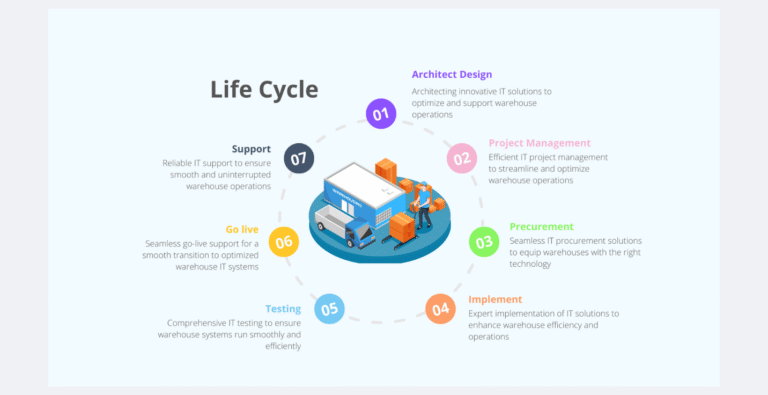 Life Cycle
01
Architect Design
Architecting innovative IT solutions to
optimize and support warehouse
operations
02
Project Management
Efficient IT project management
to streamline and optimize
warehouse operations
03
Precurement
Seamless IT procurement solutions
to equip warehouses with the right
technology
04
Implement
Expert implementation of IT solutions to
enhance warehouse efficiency and
operations
05
Testing
Comprehensive IT testing to ensure
warehouse systems run smoothly and
efficiently
06
Go live
Seamless go-live support for a
smooth transition to optimized
warehouse IT systems
07
Support
Reliable IT support to ensure
smooth and uninterrupted
warehouse operations